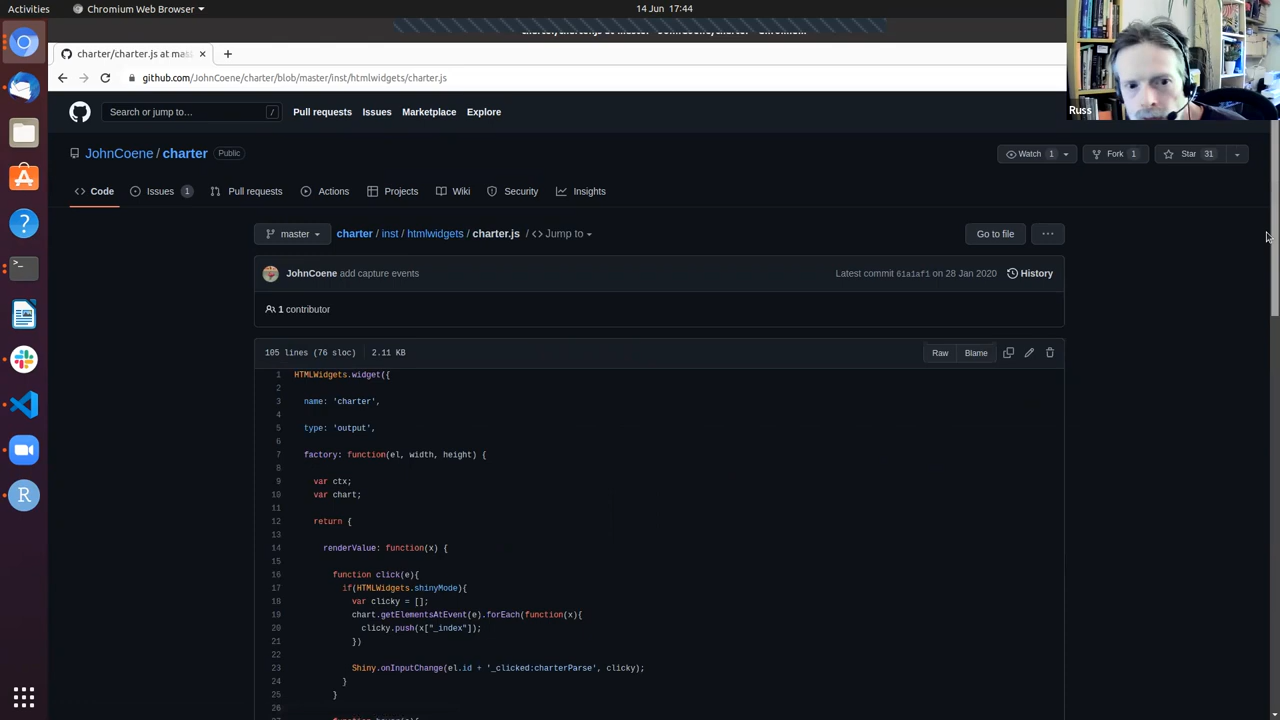 Activities
Chromium Web Browser
14 Jun 17:44
charter/charter.js at mas
github.com/JohnCoene/charter/blob/master/inst/htmlwidgets/charter.js
Russ
Search or jump to…
/
Pull requests
Issues
Marketplace
Explore
JohnCoene / charter
Public
Watch 1
Fork 1
Star 31
Code
Issues 1
Pull requests
Actions
Projects
Wiki
Security
Insights
master
charter / inst / htmlwidgets / charter.js / <> Jump to
Go to file
...
JohnCoene add capture events
Latest commit 61a1af1 on 28 Jan 2020
History
1 contributor
105 lines (76 sloc) 2.11 KB
Raw
Blame
1 HTMLWidgets.widget({
2
3 name: 'charter',
4
5 type: 'output',
6
7 factory: function(el, width, height) {
8
9 var ctx;
10 var chart;
11
12 return {
13
14 renderValue: function(x) {
15
16 function click(e){
17 if(HTMLWidgets.shinyMode){
18 var clicky = [];
19 chart.getElementsAtEvent(e).forEach(function(x){
20 clicky.push(x["_index"]);
21 })
22
23 Shiny.onInputChange(el.id + '_clicked:charterParse', clicky);
24 }
25 }
26